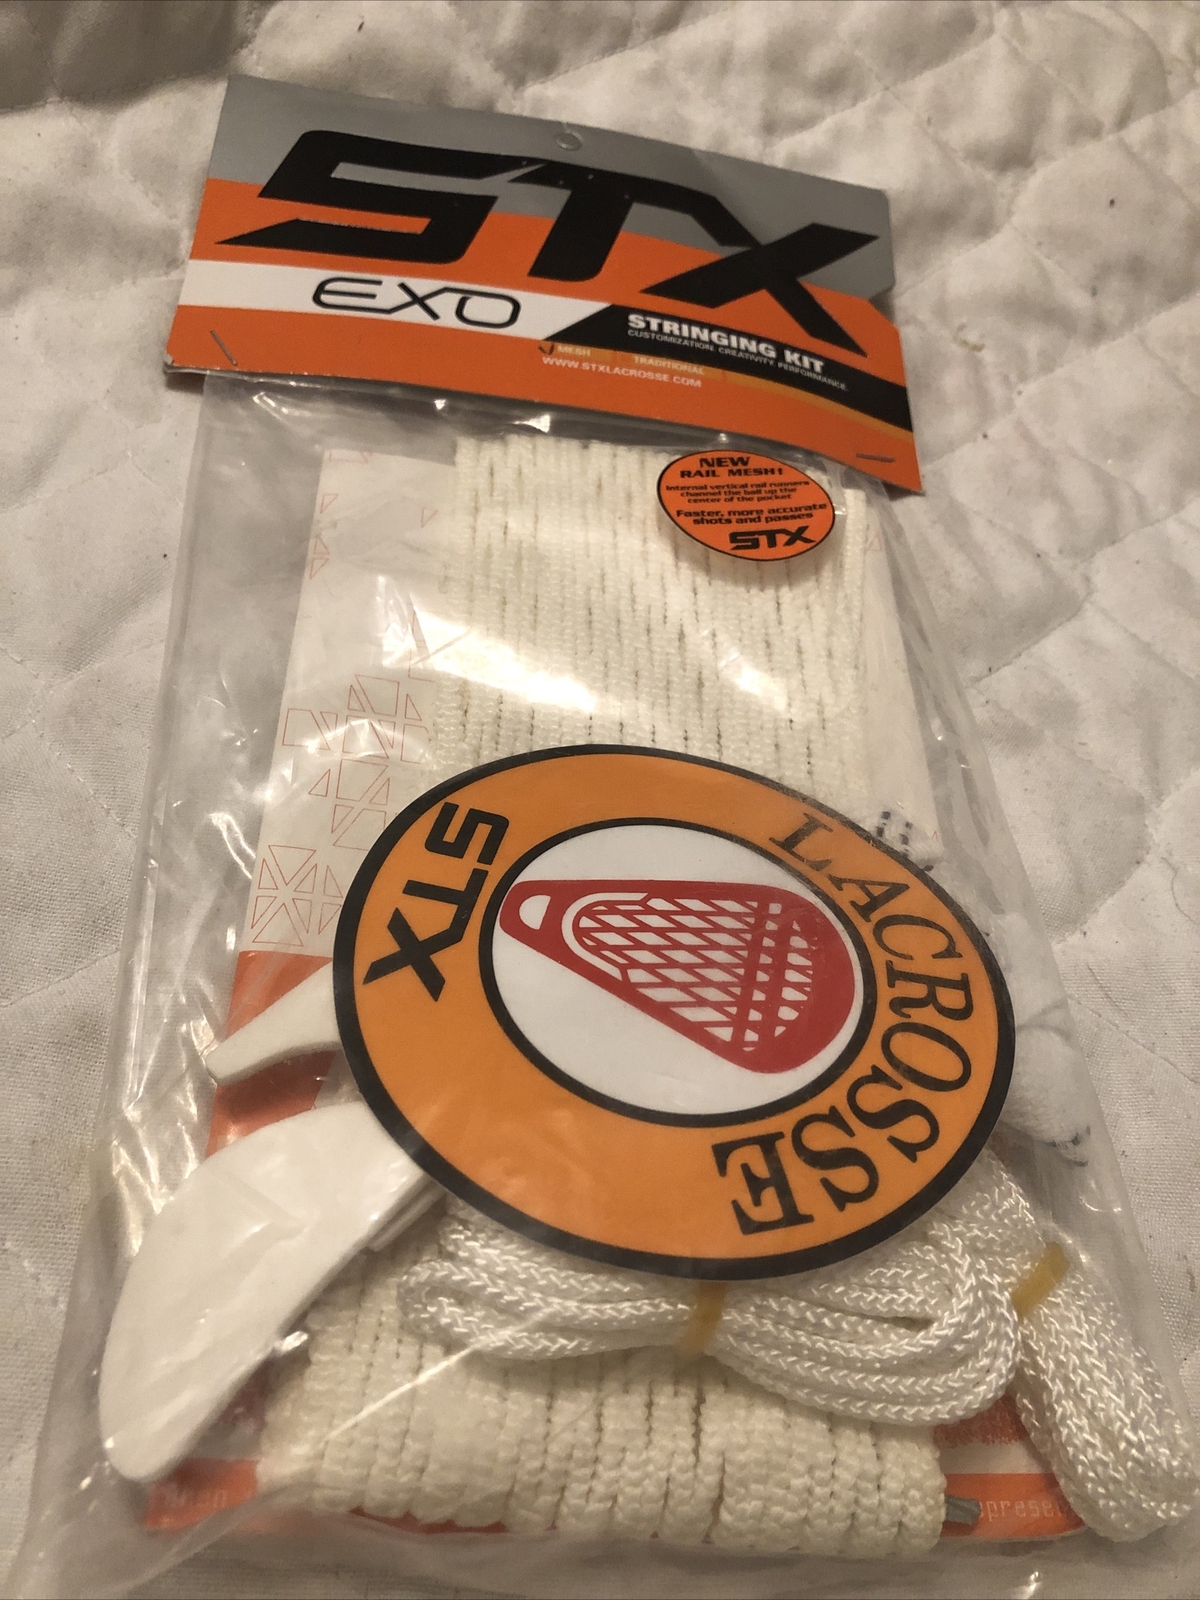 STX
EXO
STRINGING KIT
CUSTOMIZATION. CREATIVITY. PERFORMANCE.
MESH TRADITIONAL
WWW.STXLACROSSE.COM
NEW
RAIL MESH!
Internal vertical rail runners
channel the ball up the
center of the pocket
Faster, more accurate
shots and passes
STX
STX LACROSSE
when